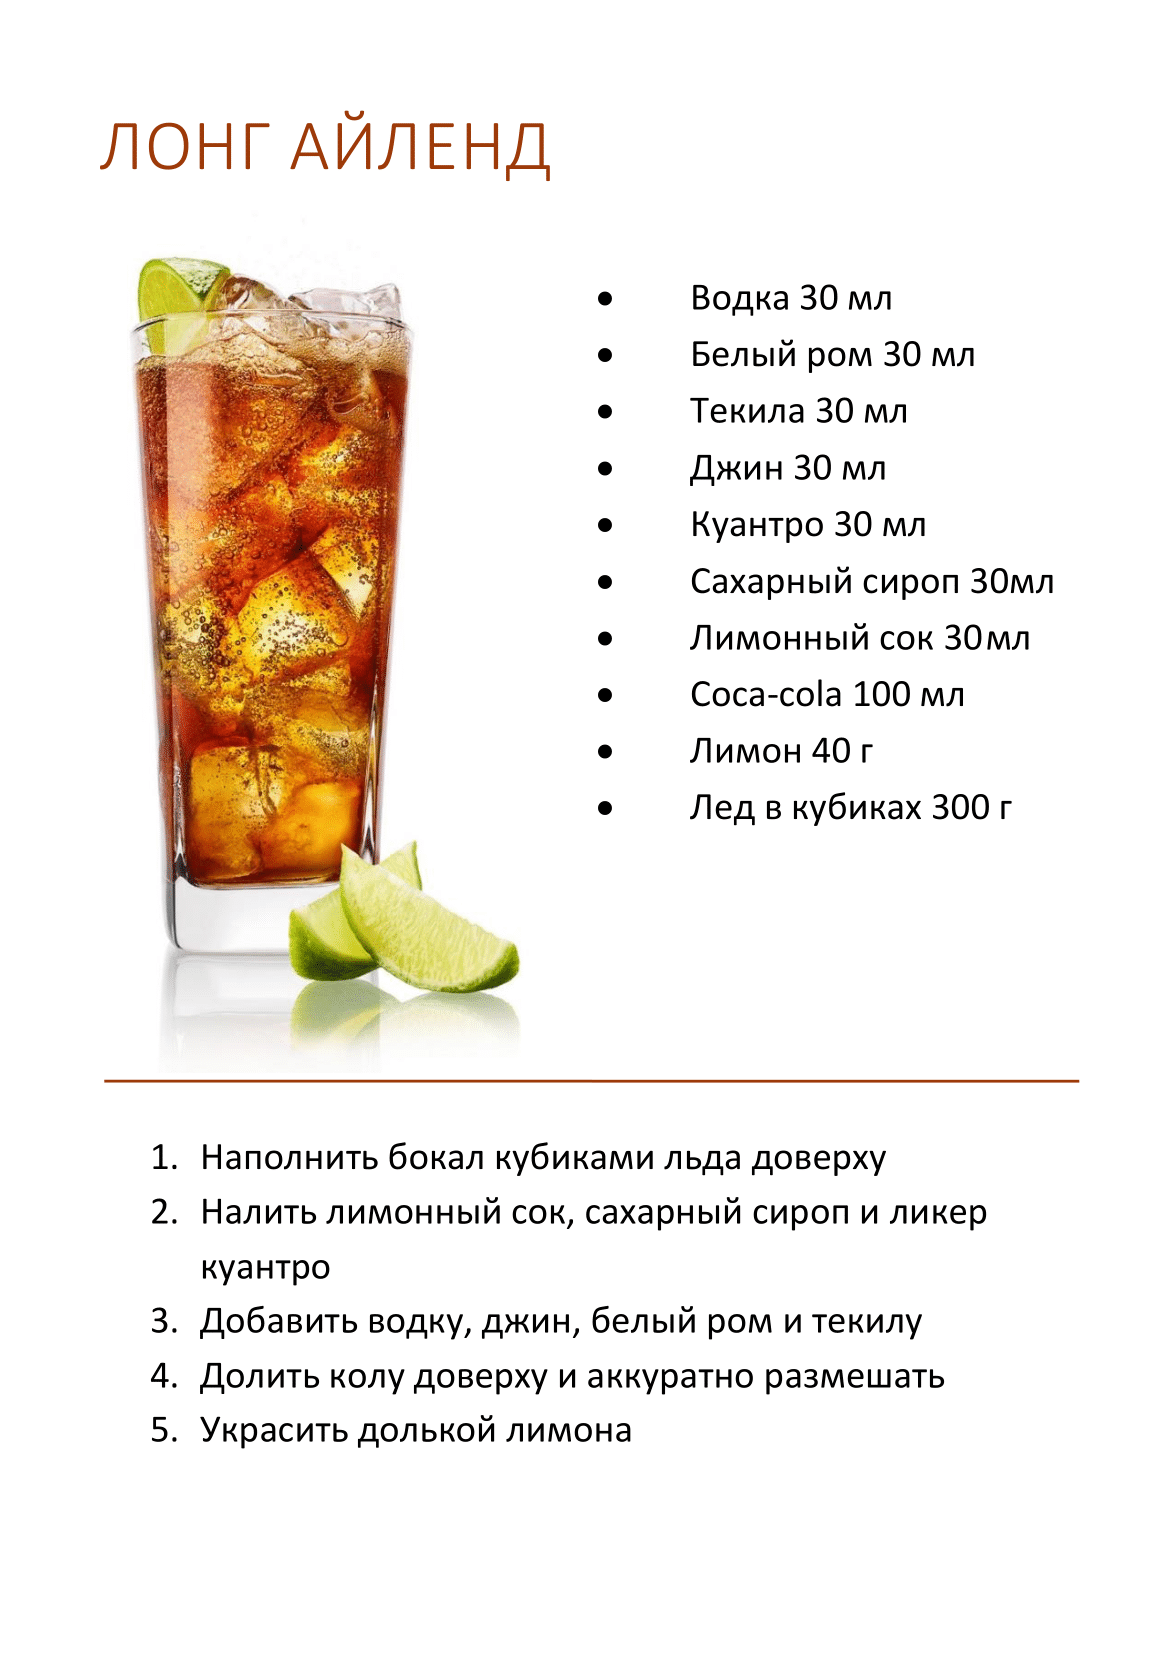 ЛОНГ АЙЛЕНД
• Водка 30 мл
• Белый ром 30 мл
• Текила 30 мл
• Джин 30 мл
• Куантро 30 мл
• Сахарный сироп 30мл
• Лимонный сок 30мл
• Coca-cola 100 мл
• Лимон 40 г
• Лед в кубиках 300 г
1. Наполнить бокал кубиками льда доверху
2. Налить лимонный сок, сахарный сироп и ликер
куантро
3. Добавить водку, джин, белый ром и текилу
4. Долить колу доверху и аккуратно размешать
5. Украсить долькой лимона